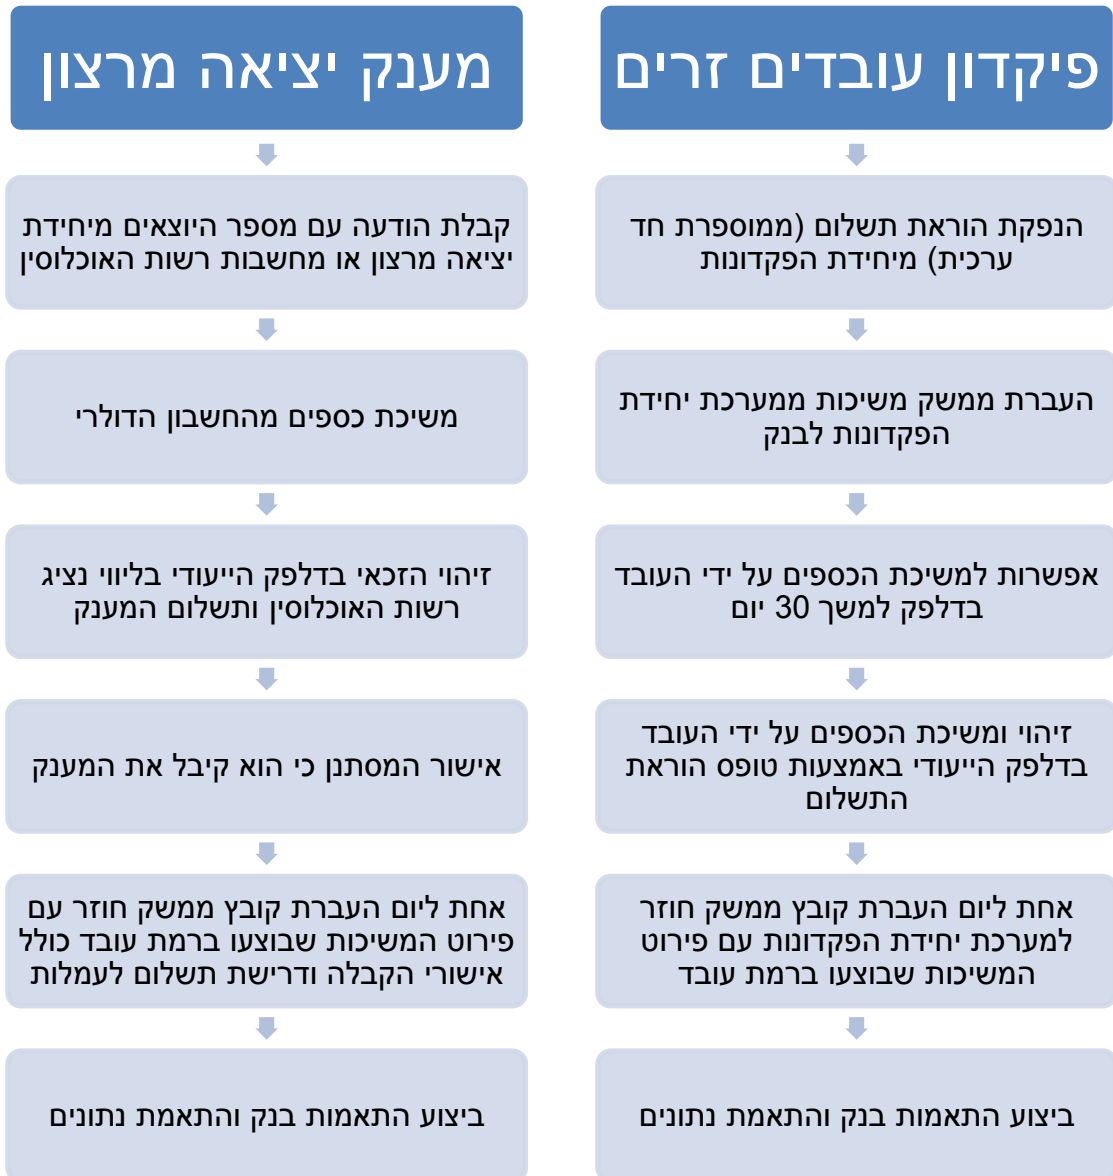 פיקדון עובדים זרים
הנפקת הוראת תשלום (ממוספרת חד
ערכית) מיחידת הפקדונות
העברת ממשק משיכות ממערכת יחידת
הפקדונות לבנק
אפשרות למשיכת הכספים על ידי העובד
בדלפק למשך 30 יום
זיהוי ומשיכת הכספים על ידי העובד
בדלפק הייעודי באמצעות טופס הוראת
התשלום
אחת ליום העברת קובץ ממשק חוזר
למערכת יחידת הפקדונות עם פירוט
המשיכות שבוצעו ברמת עובד
ביצוע התאמות בנק והתאמת נתונים
מענק יציאה מרצון
קבלת הודעה עם מספר היוצאים מיחידת
יציאה מרצון או מחשבות רשות האוכלוסין
משיכת כספים מהחשבון הדולרי
זיהוי הזכאי בדלפק הייעודי בליווי נציג
רשות האוכלוסין ותשלום המענק
אישור המסתנן כי הוא קיבל את המענק
אחת ליום העברת קובץ ממשק חוזר עם
פירוט המשיכות שבוצעו ברמת עובד כולל
אישורי הקבלה ודרישת תשלום לעמלות
ביצוע התאמות בנק והתאמת נתונים